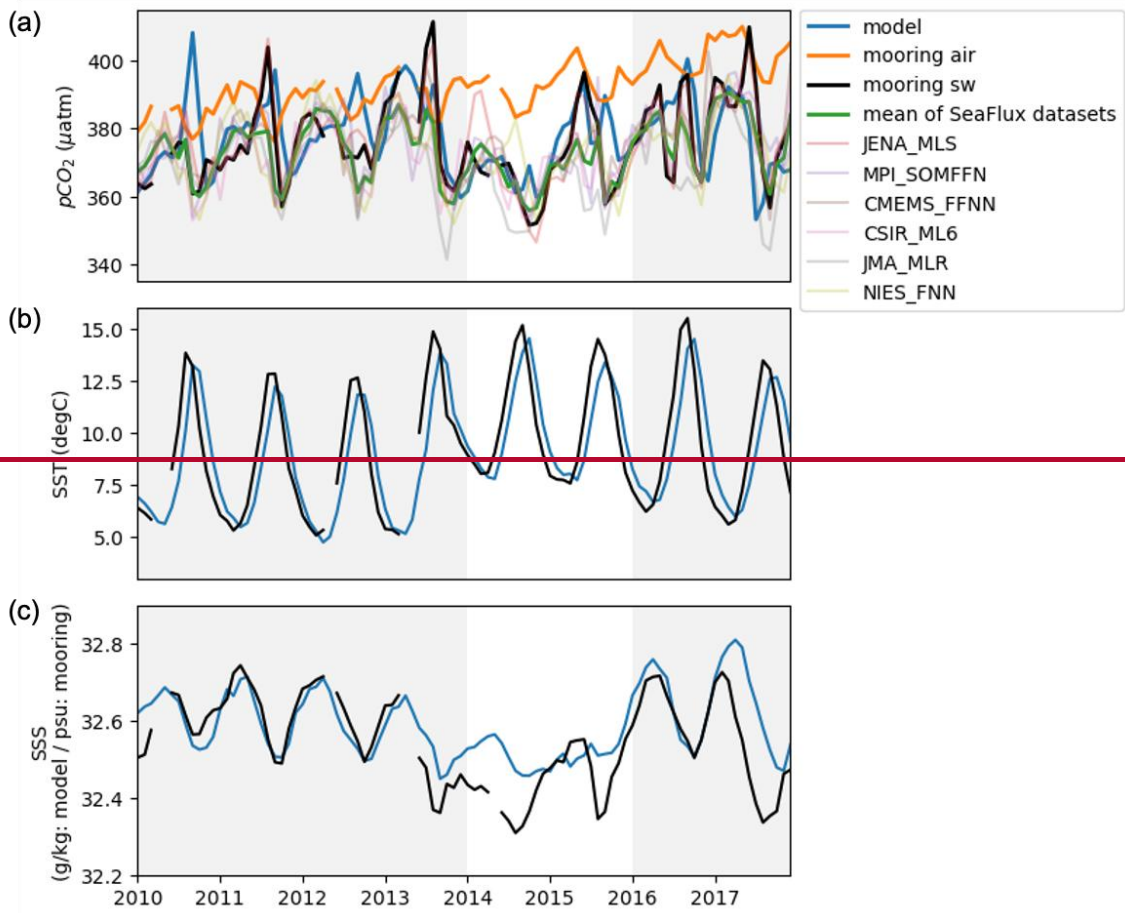 (a)
400
380
360
340
pCO₂ (μatm)
model
mooring air
mooring sw
mean of SeaFlux datasets
JENA_MLS
MPI_SOMFFN
CMEMS_FFNN
CSIR_ML6
JMA_MLR
NIES_FNN
(b)
15.0
12.5
10.0
7.5
5.0
SST (degC)
(c)
32.8
32.6
32.4
32.2
SSS
(g/kg: model / psu: mooring)
2010 2011 2012 2013 2014 2015 2016 2017